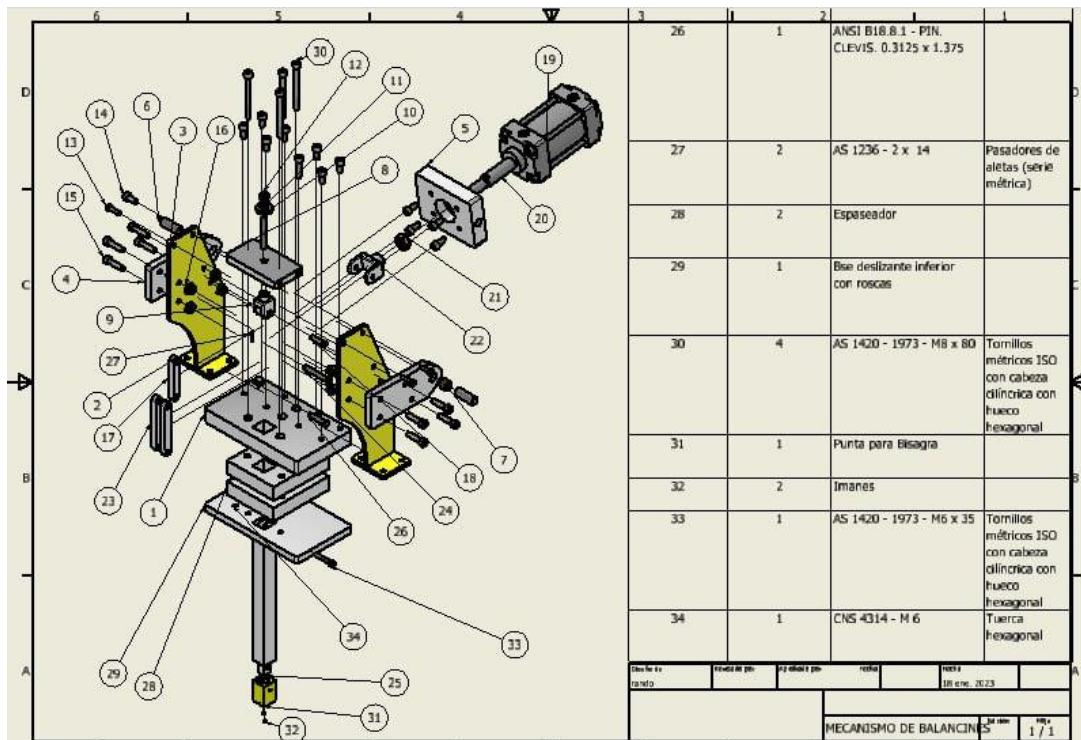 6 5 4 3 2 1
D
C
B
A
D
C
B
A
30
12
19
11
6
14
3
16
10
5
13
8
15
20
4
21
9
22
27
2
17
7
18
23
24
1
26
34
33
29
25
28
31
32
26 1 ANSI B18.8.1 - PIN.
CLEVIS. 0.3125 x 1.375
27 2 AS 1236 - 2 x 14 Pasadores de
aletas (serie
métrica)
28 2 Espaseador
29 1 Bse deslizante inferior
con roscas
30 4 AS 1420 - 1973 - M8 x 80 Tornillos
métricos ISO
con cabeza
cilíncrica con
hueco
hexagonal
31 1 Punta para Bisagra
32 2 Imanes
33 1 AS 1420 - 1973 - M6 x 35 Tornillos
métricos ISO
con cabeza
cilíncrica con
hueco
hexagonal
34 1 CNS 4314 - M 6 Tuerca
hexagonal
Fecha Fecha
rando 18 ene. 2023
MECANISMO DE BALANCINES 1 / 1